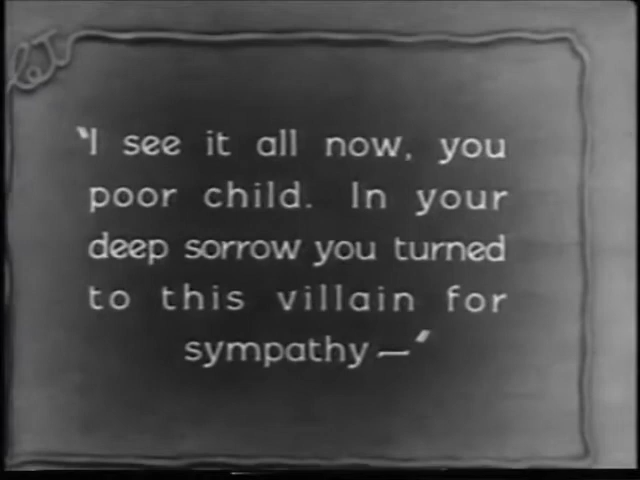 "I see it all now, you
poor child. In your
deep sorrow you turned
to this villain for
sympathy—"